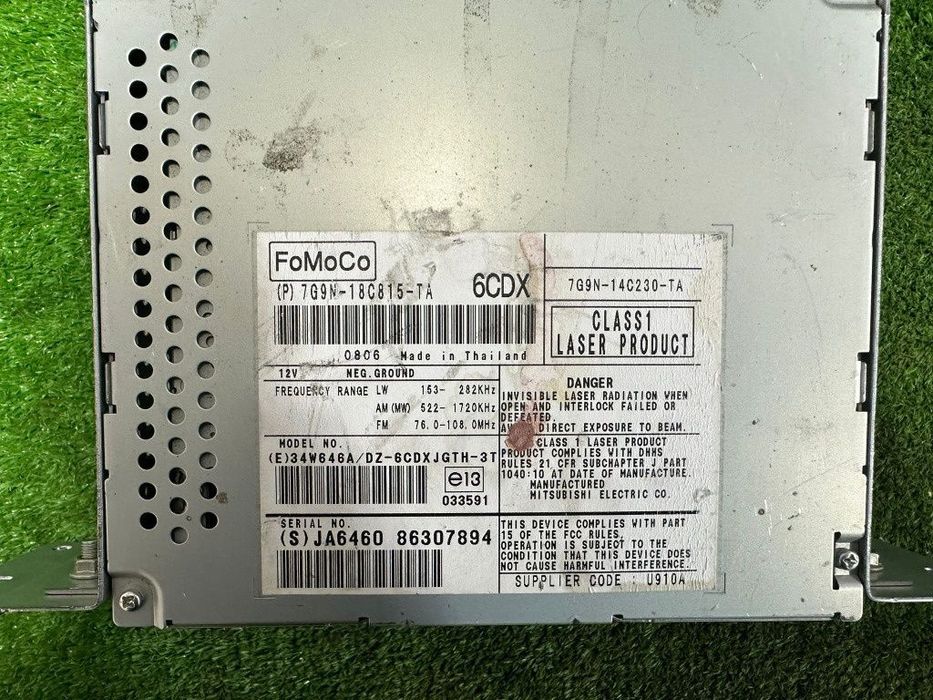 FoMoCo
(P) 7G9N-18C815-TA 6CDX
0806 Made in Thailand
7G9N-14C230-TA
CLASS1
LASER PRODUCT
12V NEG.GROUND
FREQUENCY RANGE LW 153- 282KHz
AM(MW) 522- 1720KHz
FM 76.0-108.0MHz
DANGER
INVISIBLE LASER RADIATION WHEN
OPEN AND INTERLOCK FAILED OR
DEFEATED.
DIRECT EXPOSURE TO BEAM.
CLASS 1 LASER PRODUCT
PRODUCT COMPLIES WITH DHHS
RULES 21 CFR SUBCHAPTER J PART
1040:10 AT DATE OF MANUFACTURE.
MANUFACTURED
MITSUBISHI ELECTRIC CO.
MODEL NO.
(E)34W646A/DZ-6CDXJGTH-3T
e13
033591
SERIAL NO.
(S)JA6460 86307894
THIS DEVICE COMPLIES WITH PART
15 OF THE FCC RULES.
OPERATION IS SUBJECT TO THE
CONDITION THAT THIS DEVICE DOES
NOT CAUSE HARMFUL INTERFERENCE.
SUPPLIER CODE : U910A